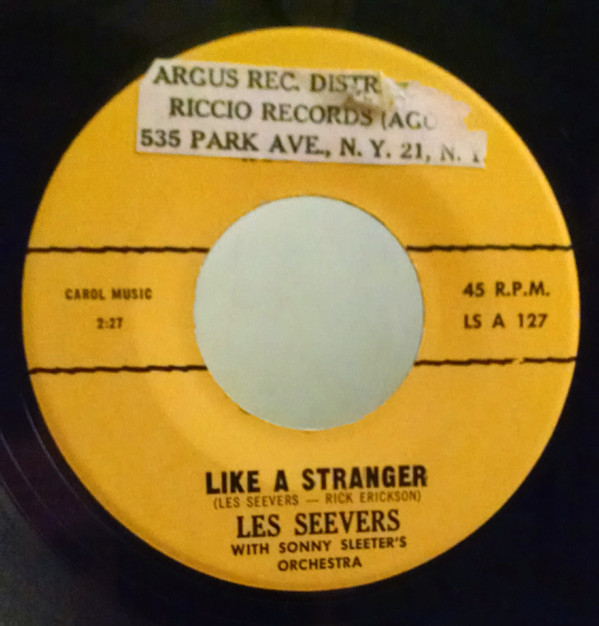 ARGUS REC. DISTR
RICCIO RECORDS (AGO
535 PARK AVE., N. Y. 21, N. Y.
CAROL MUSIC
2:27
45 R.P.M.
LS A 127
LIKE A STRANGER
(LES SEEVERS — RICK ERICKSON)
LES SEEVERS
WITH SONNY SLEETER'S
ORCHESTRA